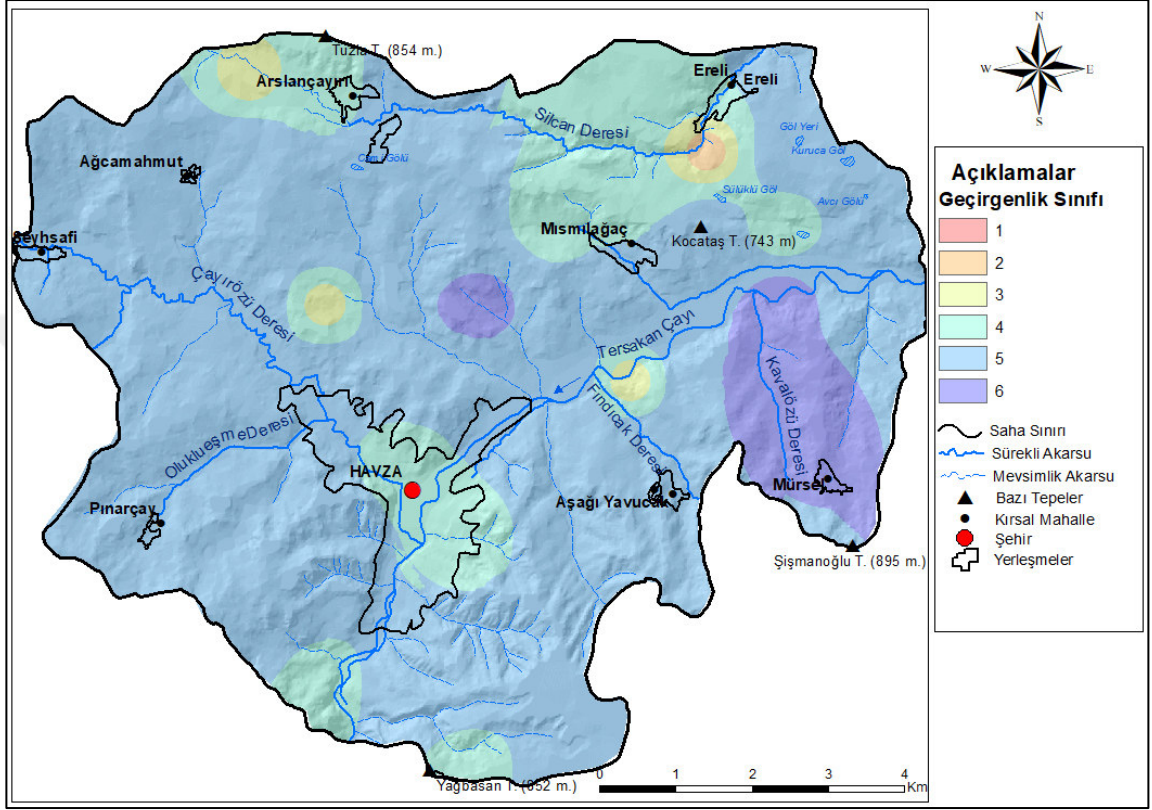 Tuzla T. (854 m.)
Arslançayırı
Ereli
Ereli
Silcan Deresi
Göl Yeri
Kuruca Göl
Ağcamahmut
Sülüklü Göl
Avcı Gölü
Mısmılağaç
Kocataş T. (743 m)
Şeyhsafi
Çayırözü Deresi
Tersakan Çayı
Kavalözü Deresi
Fındıcak Deresi
OluklueşmeDeresi
HAVZA
Mürsel
Aşağı Yavucak
Pınarçay
Şişmanoğlu T. (895 m.)
Yağbasan T. (852 m.)
0 1 2 3 4
Km
N
W E
S
Açıklamalar
Geçirgenlik Sınıfı
1
2
3
4
5
6
Saha Sınırı
Sürekli Akarsu
Mevsimlik Akarsu
Bazı Tepeler
Kırsal Mahalle
Şehir
Yerleşmeler